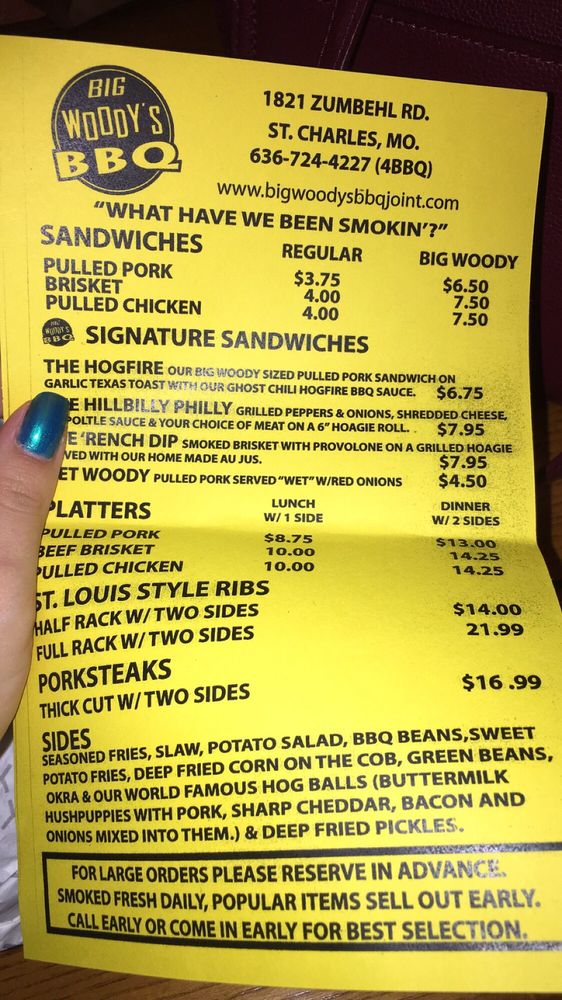 BIG
WOODY'S
BBQ
1821 ZUMBEHL RD.
ST. CHARLES, MO.
636-724-4227 (4BBQ)
www.bigwoodysbbqjoint.com
"WHAT HAVE WE BEEN SMOKIN'?"
SANDWICHES REGULAR BIG WOODY
PULLED PORK $3.75 $6.50
BRISKET 4.00 7.50
PULLED CHICKEN 4.00 7.50
BIG WOODY'S BBQ SIGNATURE SANDWICHES
THE HOGFIRE OUR BIG WOODY SIZED PULLED PORK SANDWICH ON
GARLIC TEXAS TOAST WITH OUR GHOST CHILI HOGFIRE BBQ SAUCE. $6.75
E HILLBILLY PHILLY GRILLED PEPPERS & ONIONS, SHREDDED CHEESE,
POLTLE SAUCE & YOUR CHOICE OF MEAT ON A 6" HOAGIE ROLL. . $7.95
E 'RENCH DIP SMOKED BRISKET WITH PROVOLONE ON A GRILLED HOAGIE
VED WITH OUR HOME MADE AU JUS. $7.95
ET WOODY PULLED PORK SERVED "WET" W/RED ONIONS $4.50
PLATTERS LUNCH DINNER
W/ 1 SIDE W/ 2 SIDES
PULLED PORK $8.75 $13.00
BEEF BRISKET 10.00 14.25
PULLED CHICKEN 10.00 14.25
ST. LOUIS STYLE RIBS
HALF RACK W/ TWO SIDES $14.00
FULL RACK W/ TWO SIDES 21.99
PORKSTEAKS
THICK CUT W/ TWO SIDES $16 .99
SIDES
SEASONED FRIES, SLAW, POTATO SALAD, BBQ BEANS,SWEET
POTATO FRIES, DEEP FRIED CORN ON THE COB, GREEN BEANS,
OKRA & OUR WORLD FAMOUS HOG BALLS (BUTTERMILK
HUSHPUPPIES WITH PORK, SHARP CHEDDAR, BACON AND
ONIONS MIXED INTO THEM.) & DEEP FRIED PICKLES.
FOR LARGE ORDERS PLEASE RESERVE IN ADVANCE.
SMOKED FRESH DAILY, POPULAR ITEMS SELL OUT EARLY.
CALL EARLY OR COME IN EARLY FOR BEST SELECTION.